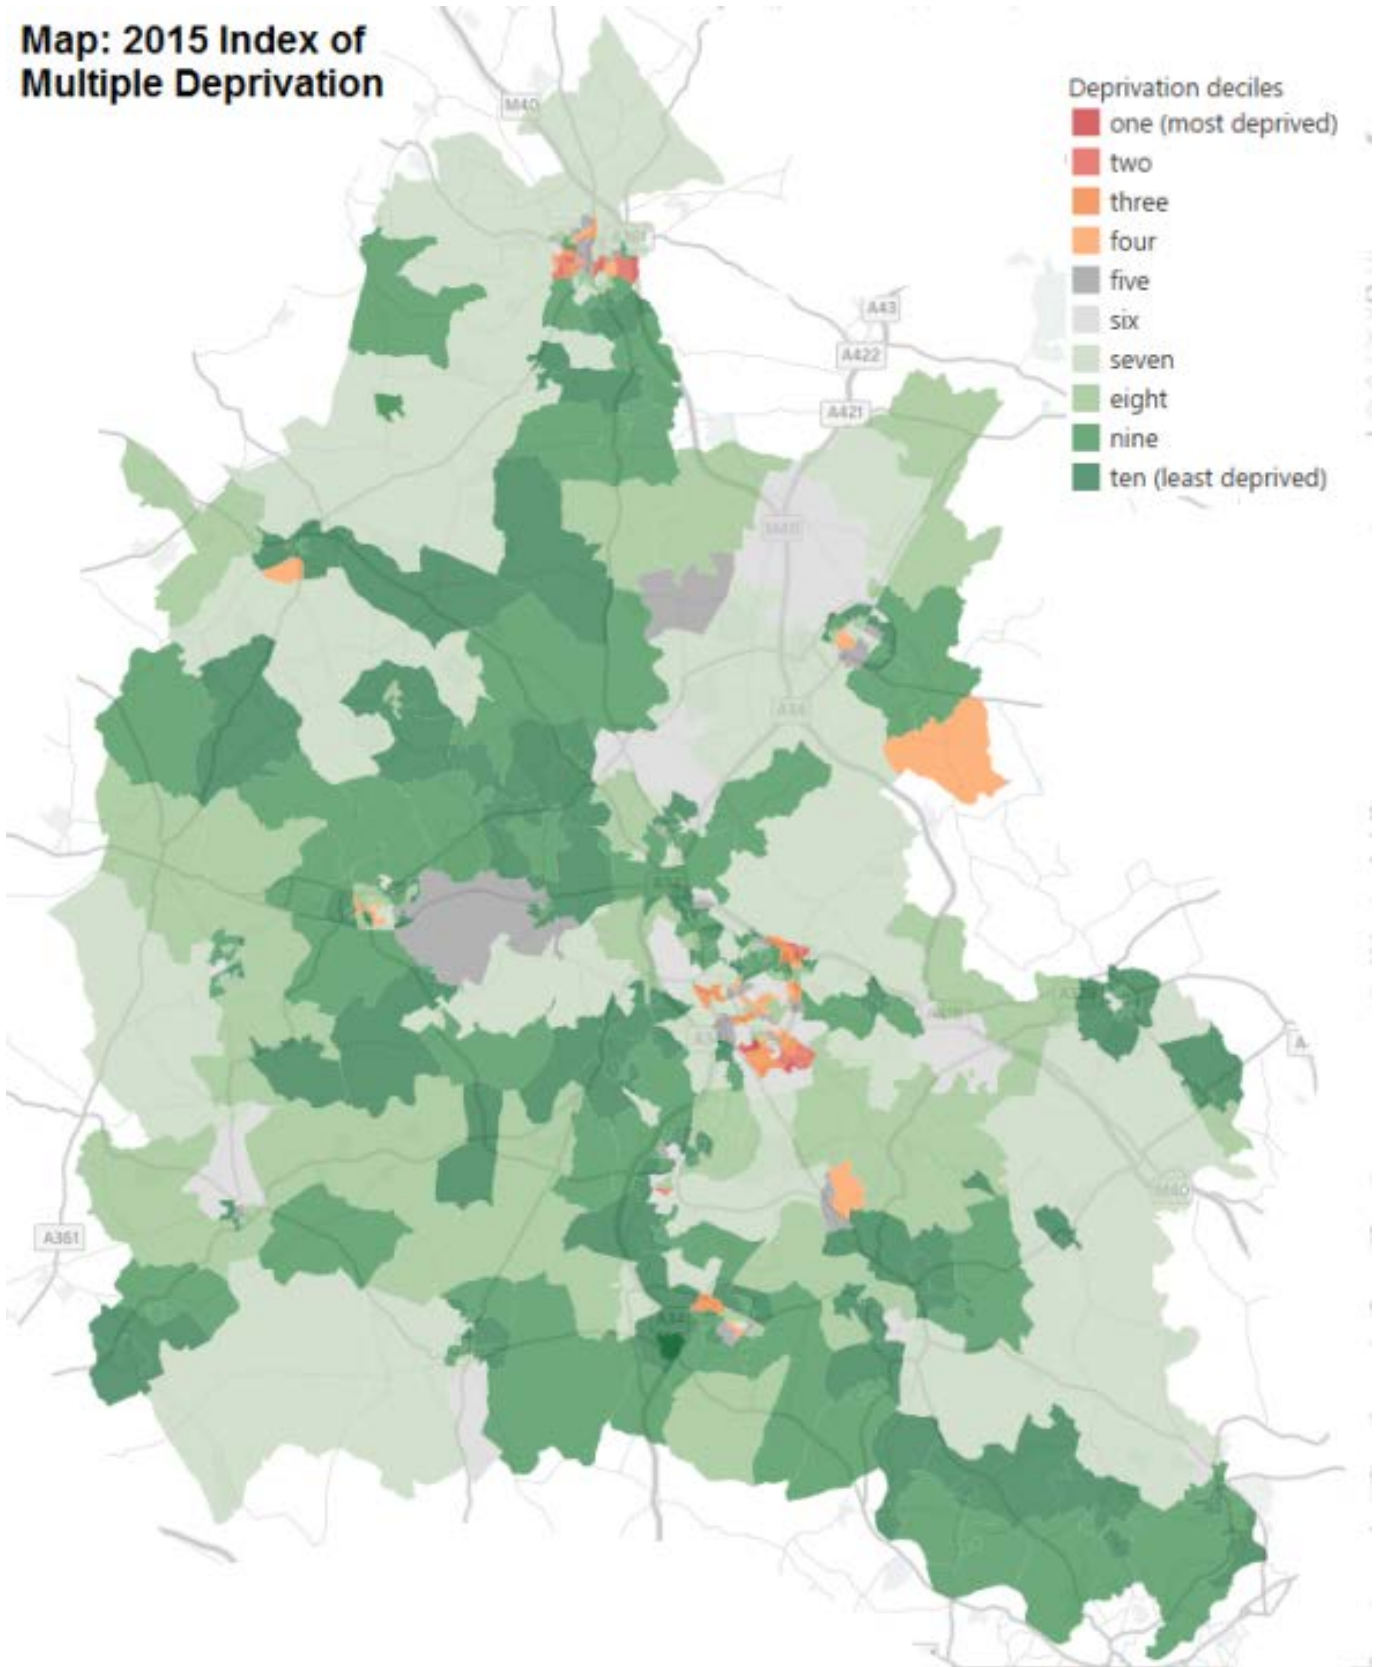 Map: 2015 Index of
Multiple Deprivation
Deprivation deciles
one (most deprived)
two
three
four
five
six
seven
eight
nine
ten (least deprived)
M40
A43
A422
A421
A34
A361
M40